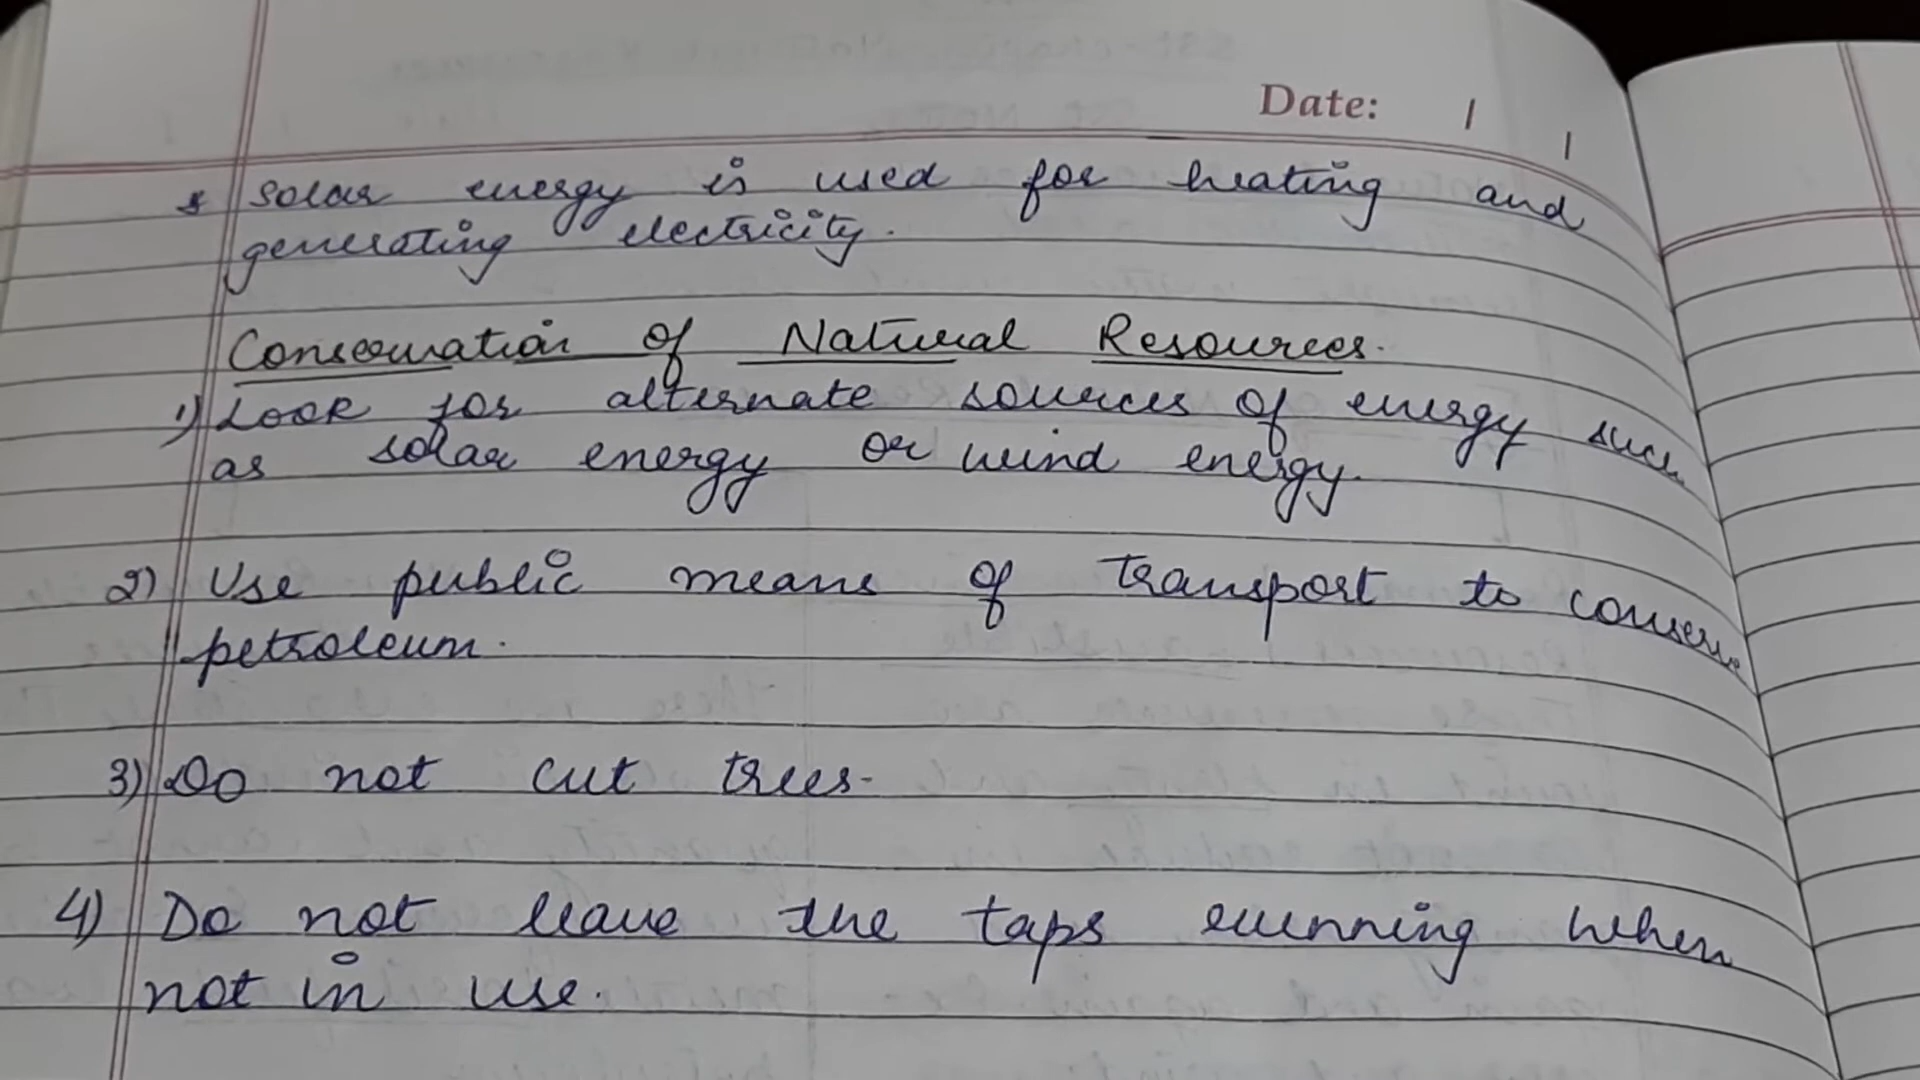 Date: / /
* solar energy is used for heating and
generating electricity.
Conservation of Natural Resources.
1) Look for alternate sources of energy such
as solar energy or wind energy.
2) Use public means of transport to conserve
petroleum.
3) Do not cut trees.
4) Do not leave the taps running when
not in use.